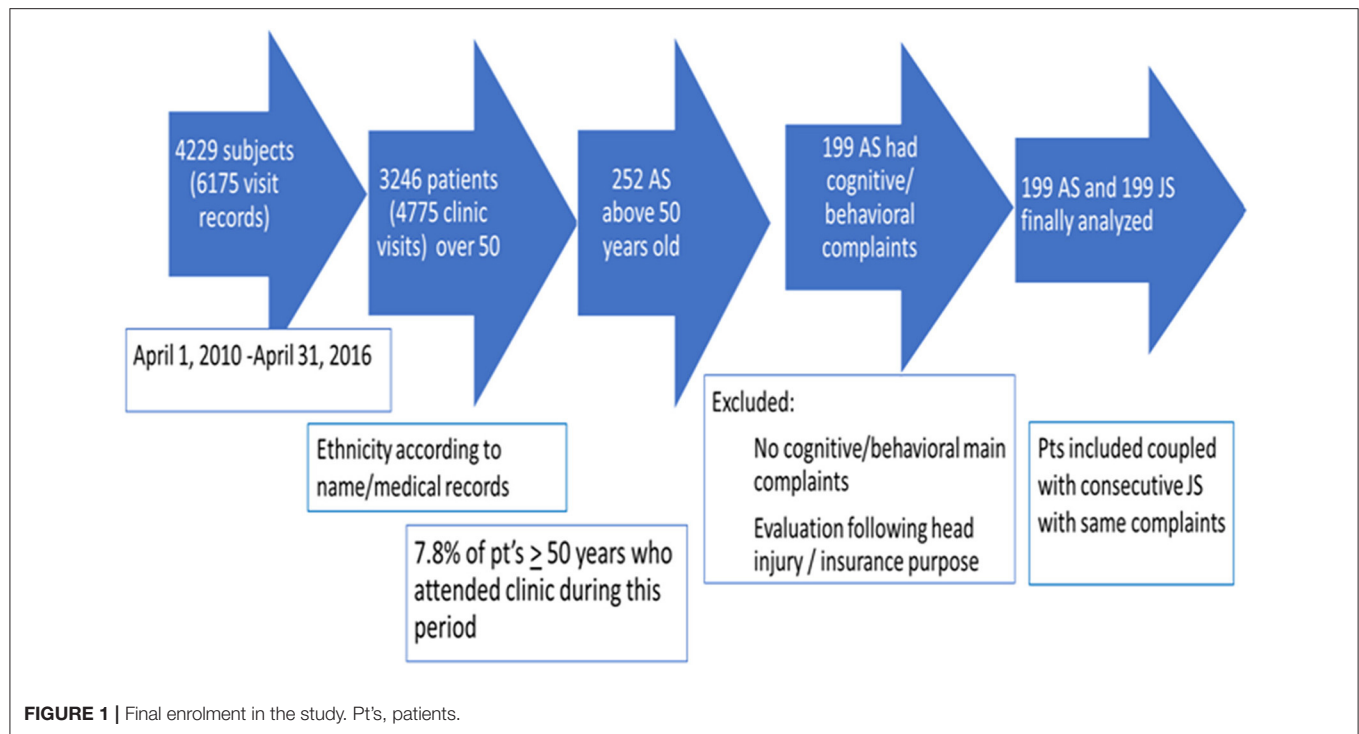 4229 subjects
(6175 visit
records)
April 1, 2010 -April 31, 2016
3246 patients
(4775 clinic
visits) over 50
Ethnicity according to
name/medical records
252 AS
above 50
years old
7.8% of pt's ≥ 50 years who
attended clinic during this
period
199 AS had
cognitive/
behavioral
complaints
Excluded:
No cognitive/behavioral main
complaints
Evaluation following head
injury / insurance purpose
199 AS and 199 JS
finally analyzed
Pts included coupled
with consecutive JS
with same complaints
FIGURE 1 | Final enrolment in the study. Pt's, patients.